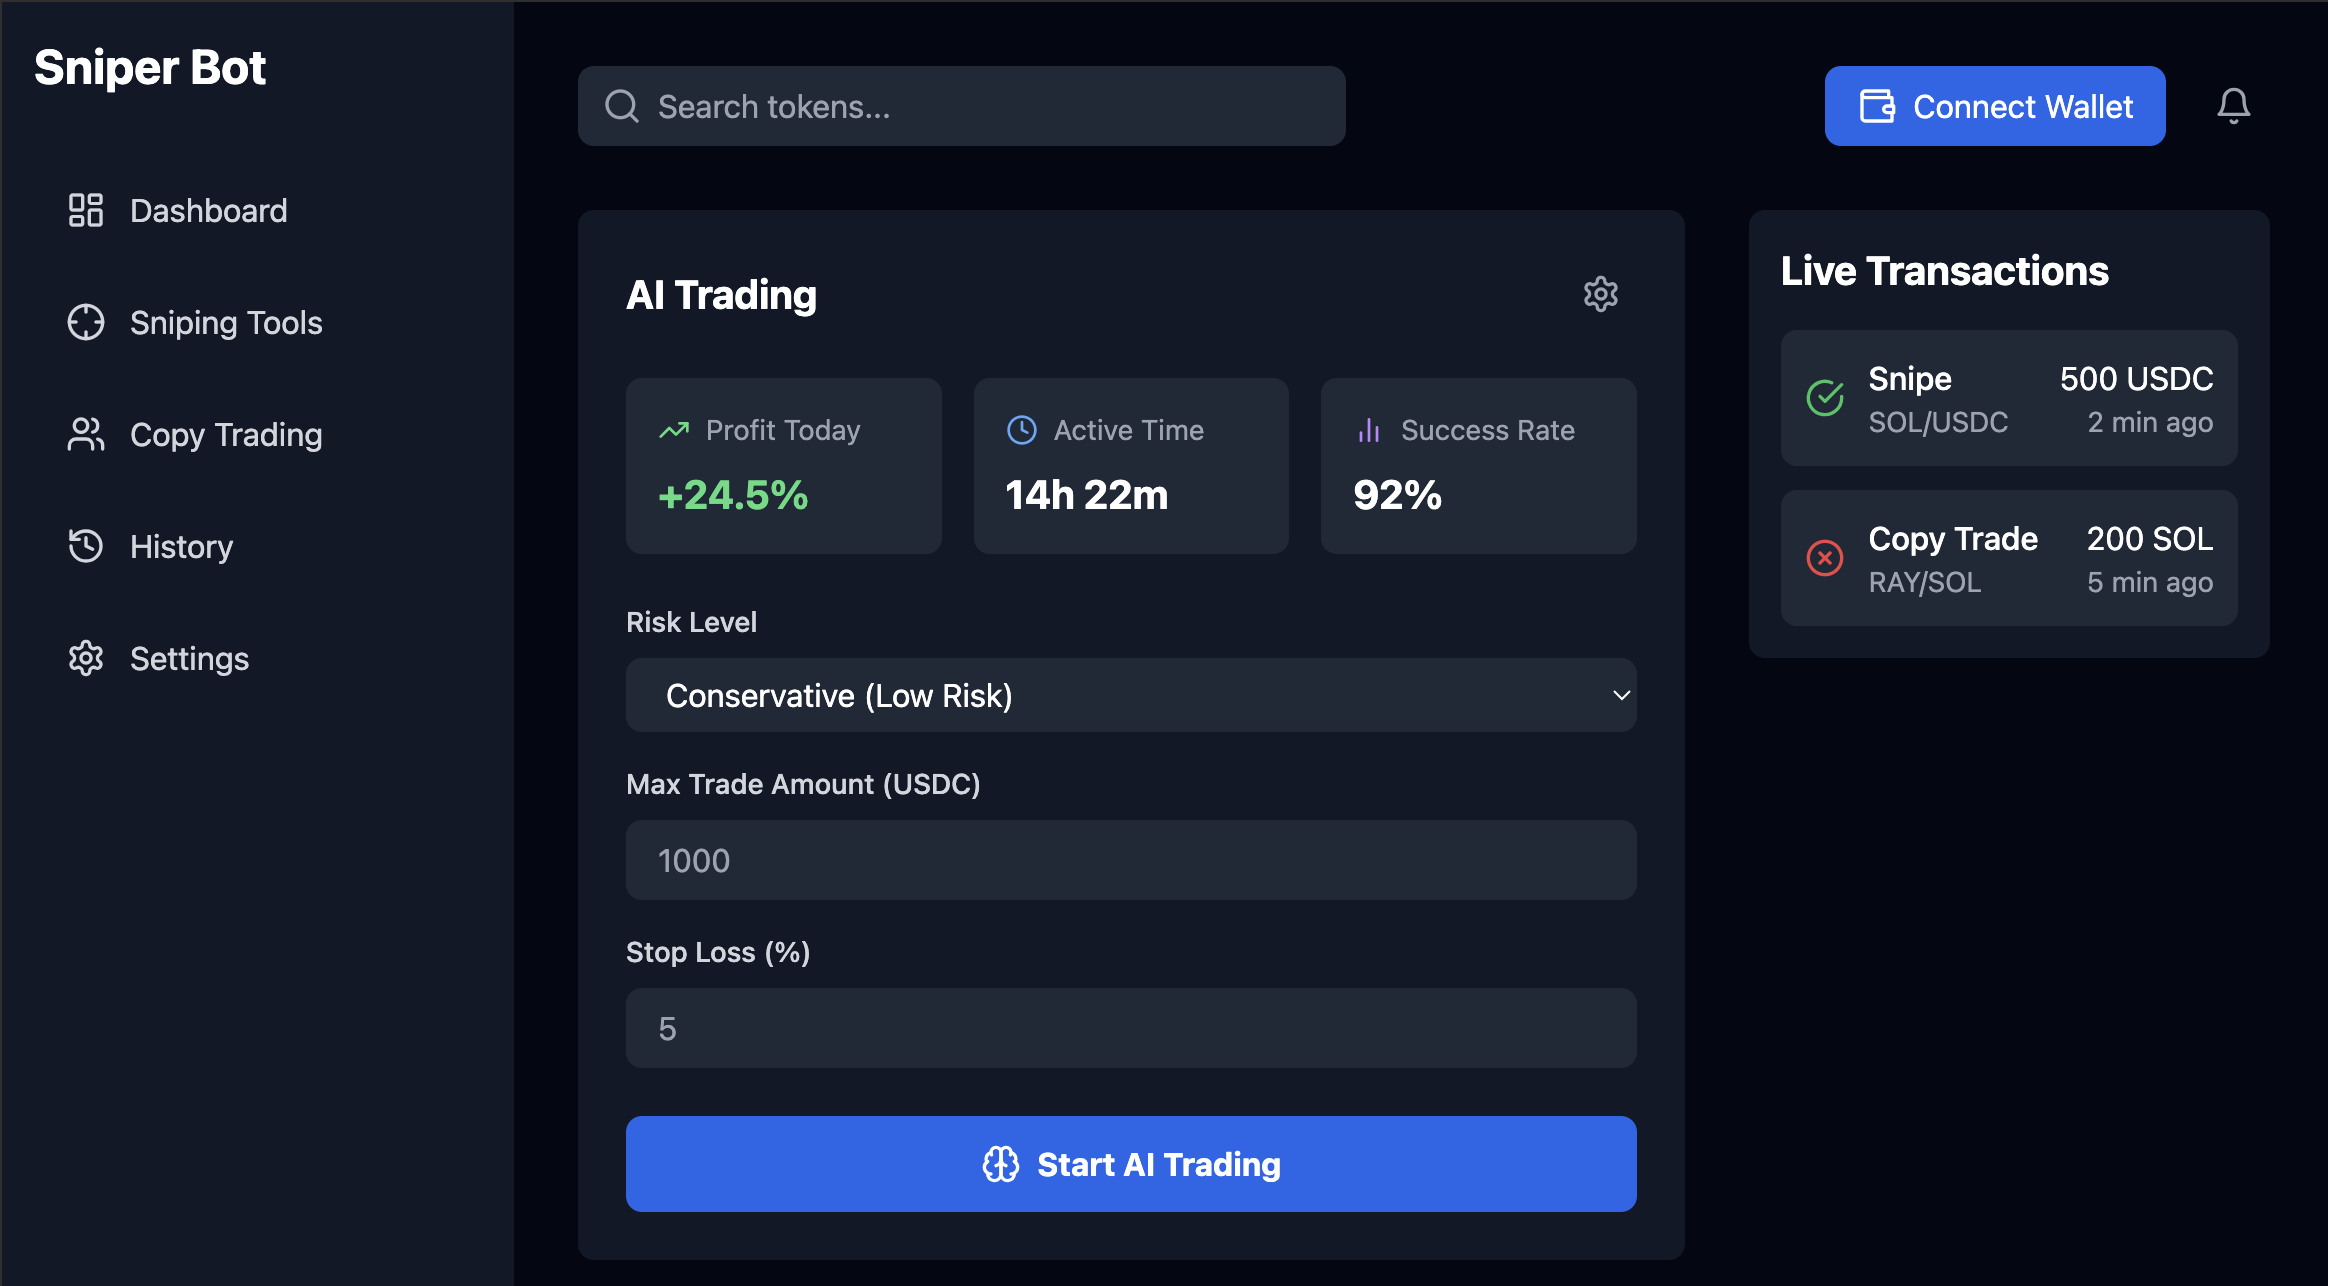 Sniper Bot
Dashboard
Sniping Tools
Copy Trading
History
Settings
Search tokens...
Connect Wallet
AI Trading
Profit Today
+24.5%
Active Time
14h 22m
Success Rate
92%
Risk Level
Conservative (Low Risk)
Max Trade Amount (USDC)
1000
Stop Loss (%)
5
Start AI Trading
Live Transactions
Snipe 500 USDC
SOL/USDC 2 min ago
Copy Trade 200 SOL
RAY/SOL 5 min ago